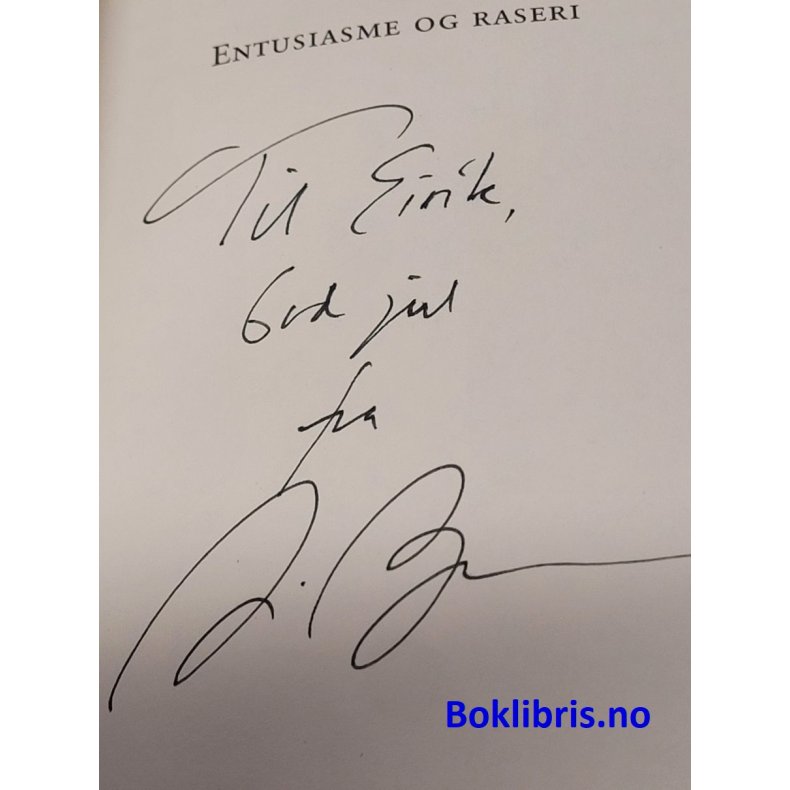 ENTUSIASME OG RASERI
Til Eirik,
God jul
fra
Boklibris.no